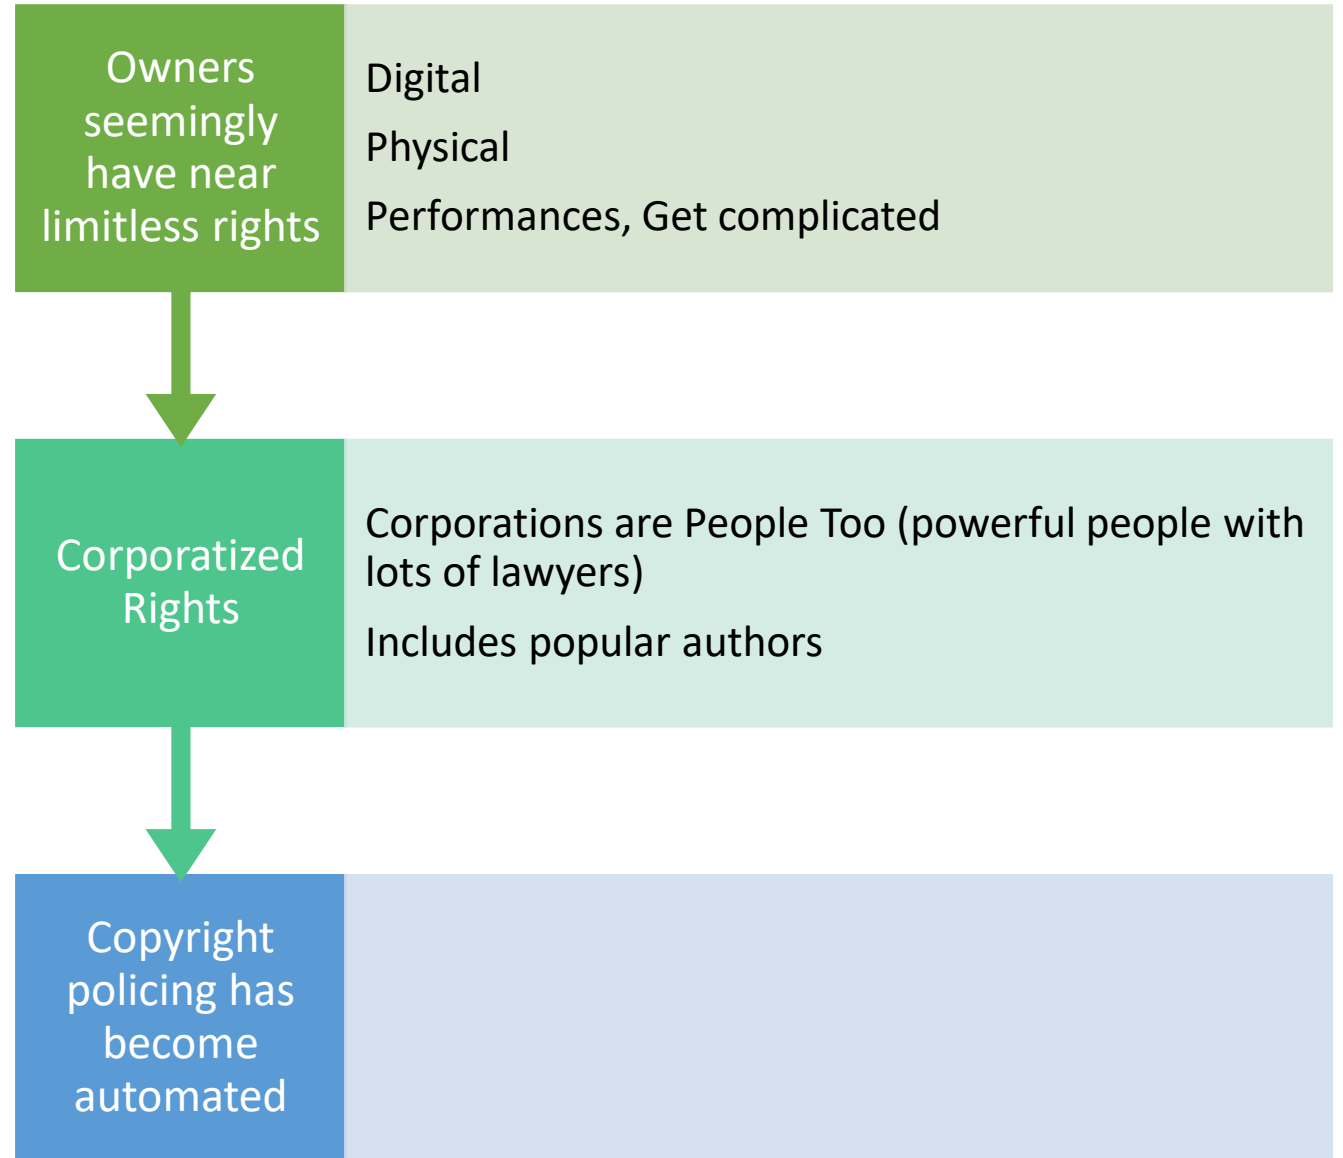 Owners
seemingly
have near
limitless rights
Digital
Physical
Performances, Get complicated
Corporatized
Rights
Corporations are People Too (powerful people with
lots of lawyers)
Includes popular authors
Copyright
policing has
become
automated